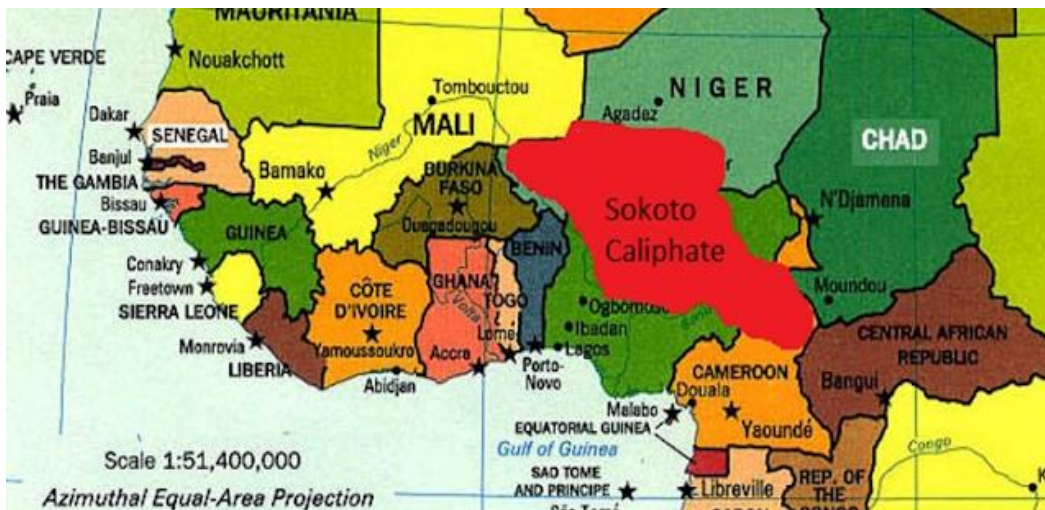 MAURITANIA
Nouakchott
CAPE VERDE
Praia
Dakar
SENEGAL
Banjul
THE GAMBIA
Bissau
GUINEA-BISSAU
Tombouctou
MALI
Niger
Bamako
BURKINA
FASO
Ouagadougou
Agadez
NIGER
CHAD
N'Djamena
Moundou
Sokoto
Caliphate
GUINEA
Conakry
Freetown
SIERRA LEONE
Monrovia
LIBERIA
CÔTE
D'IVOIRE
Yamoussoukro
Abidjan
GHANA
Volta
Accra
TOGO
Lomé
BENIN
Porto-
Novo
Ogbomoso
Ibadan
Lagos
CENTRAL AFRICAN
REPUBLIC
Bangui
CAMEROON
Douala
Yaoundé
Malabo
EQUATORIAL GUINEA
Gulf of Guinea
SAO TOME
AND PRINCIPE
São Tomé
Libreville
REP. OF
THE
Congo
Scale 1:51,400,000
Azimuthal Equal-Area Projection